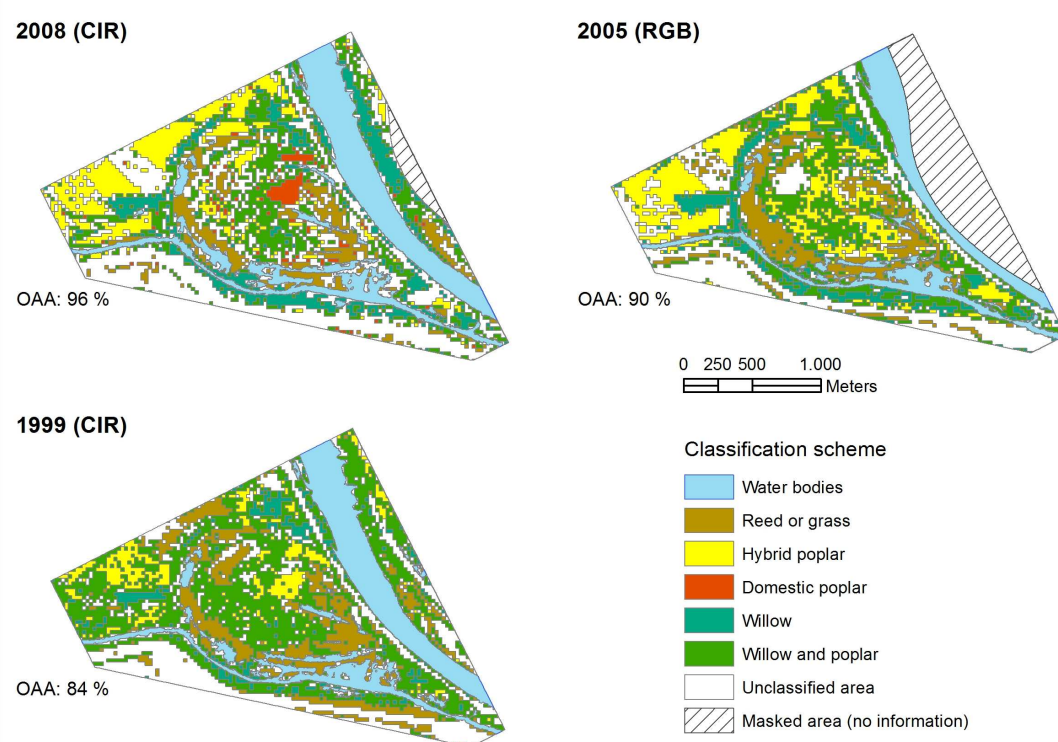 2008 (CIR)
OAA: 96 %
2005 (RGB)
OAA: 90 %
0 250 500 1.000
Meters
1999 (CIR)
OAA: 84 %
Classification scheme
Water bodies
Reed or grass
Hybrid poplar
Domestic poplar
Willow
Willow and poplar
Unclassified area
Masked area (no information)